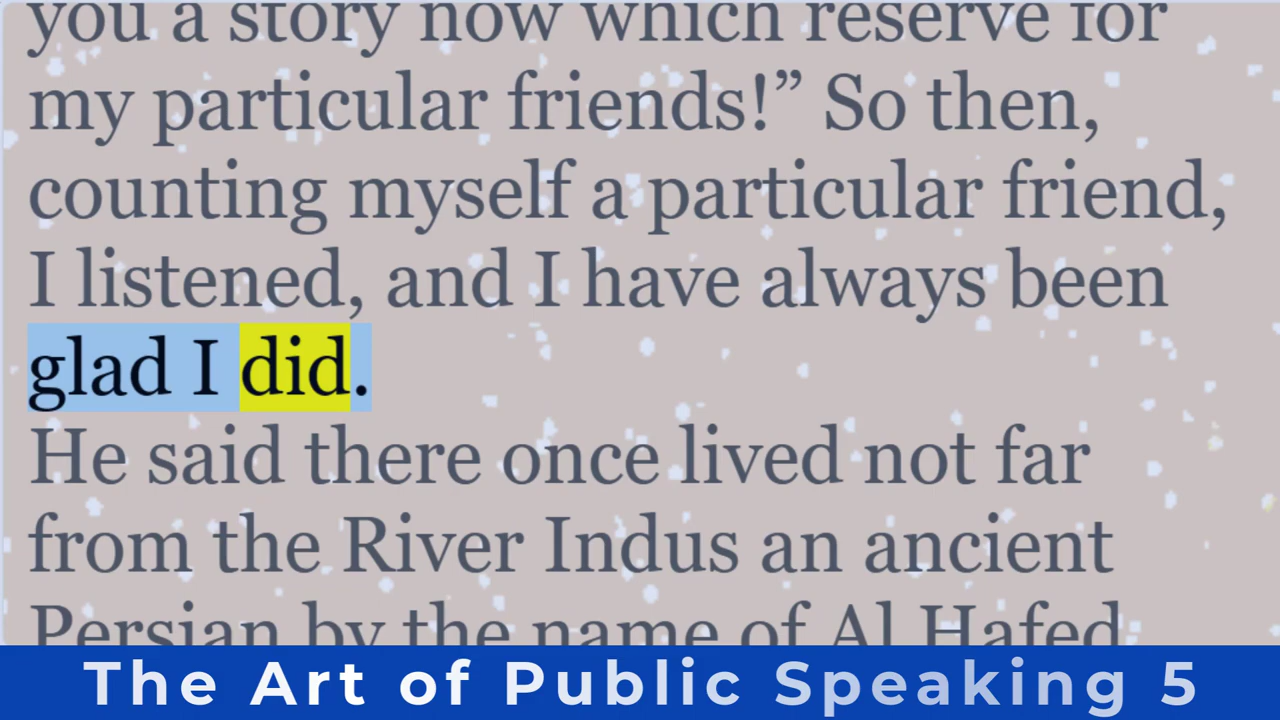 you a story now which reserve for
my particular friends!” So then,
counting myself a particular friend,
I listened, and I have always been
glad I did.
He said there once lived not far
from the River Indus an ancient
Persian by the name of Al Hafed
The Art of Public Speaking 5